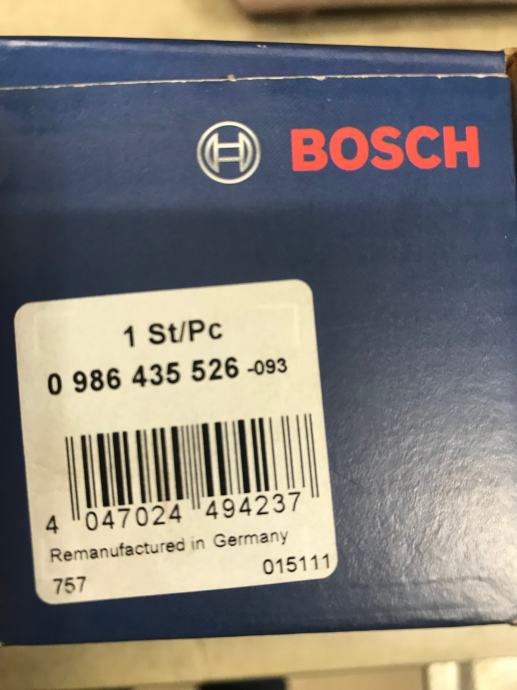 BOSCH
1 St/Pc
0 986 435 526 -093
4 047024 494237
Remanufactured in Germany
757 015111